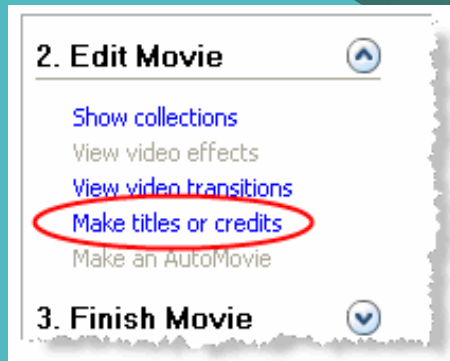 2. Edit Movie
Show collections
View video effects
View video transitions
Make titles or credits
Make an AutoMovie
3. Finish Movie